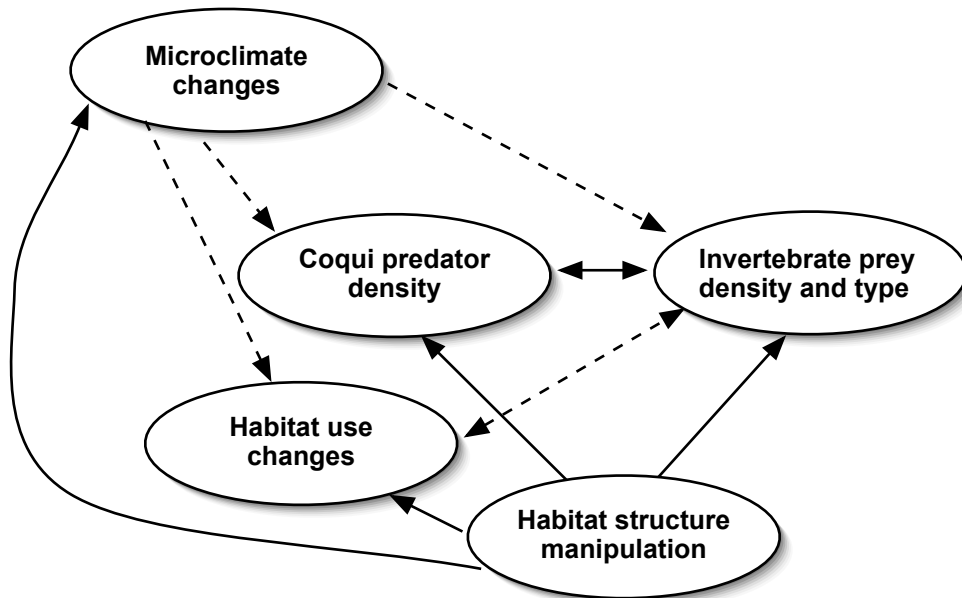 Microclimate
changes
Coqui predator
density
Invertebrate prey
density and type
Habitat use
changes
Habitat structure
manipulation